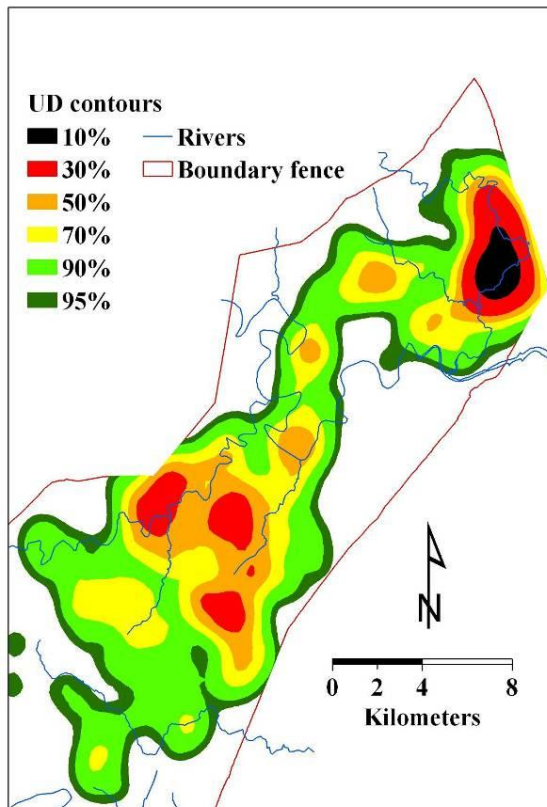 UD contours
10%
30%
50%
70%
90%
95%
Rivers
Boundary fence
N
0 2 4 8
Kilometers